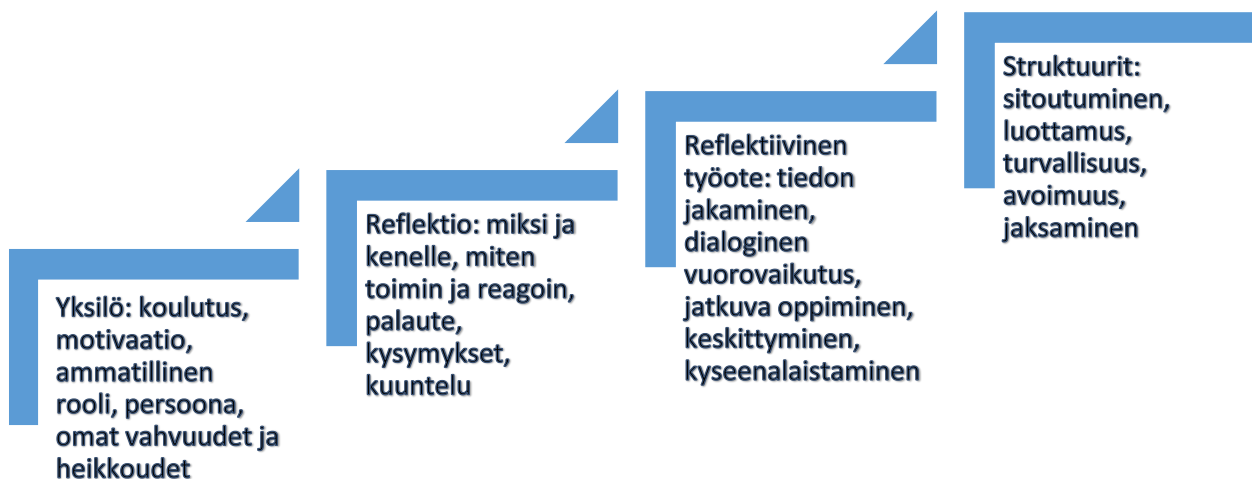 Yksilö: koulutus,
motivaatio,
ammatillinen
rooli, persoona,
omat vahvuudet ja
heikkoudet
Reflektio: miksi ja
kenelle, miten
toimin ja reagoin,
palaute,
kysymykset,
kuuntelu
Reflektiivinen
työote: tiedon
jakaminen,
dialoginen
vuorovaikutus,
jatkuva oppiminen,
keskittyminen,
kyseenalaistaminen
Struktuurit:
sitoutuminen,
luottamus,
turvallisuus,
avoimuus,
jaksaminen